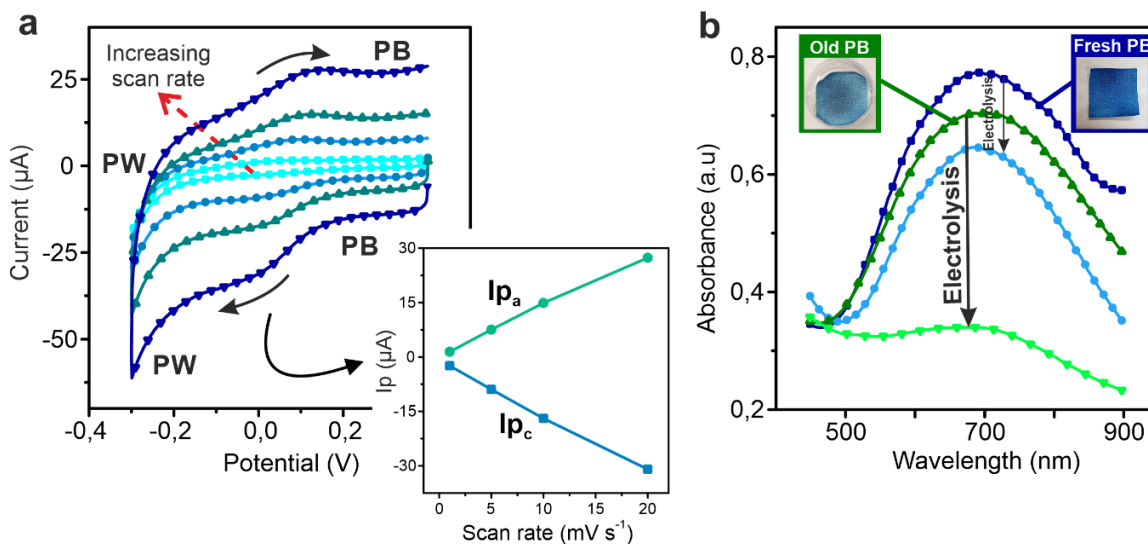 a
Increasing
scan rate
PB
PW
PB
PW
25
0
-25
-50
Current (µA)
-0,4
-0,2
0,0
0,2
Potential (V)
30
15
0
-15
-30
Ip (µA)
Ipa
Ipc
0
5
10
15
20
Scan rate (mV s⁻¹)
b
Old PB
Fresh PB
Electrolysis
Electrolysis
0,8
0,6
0,4
0,2
Absorbance (a.u)
500
700
900
Wavelength (nm)